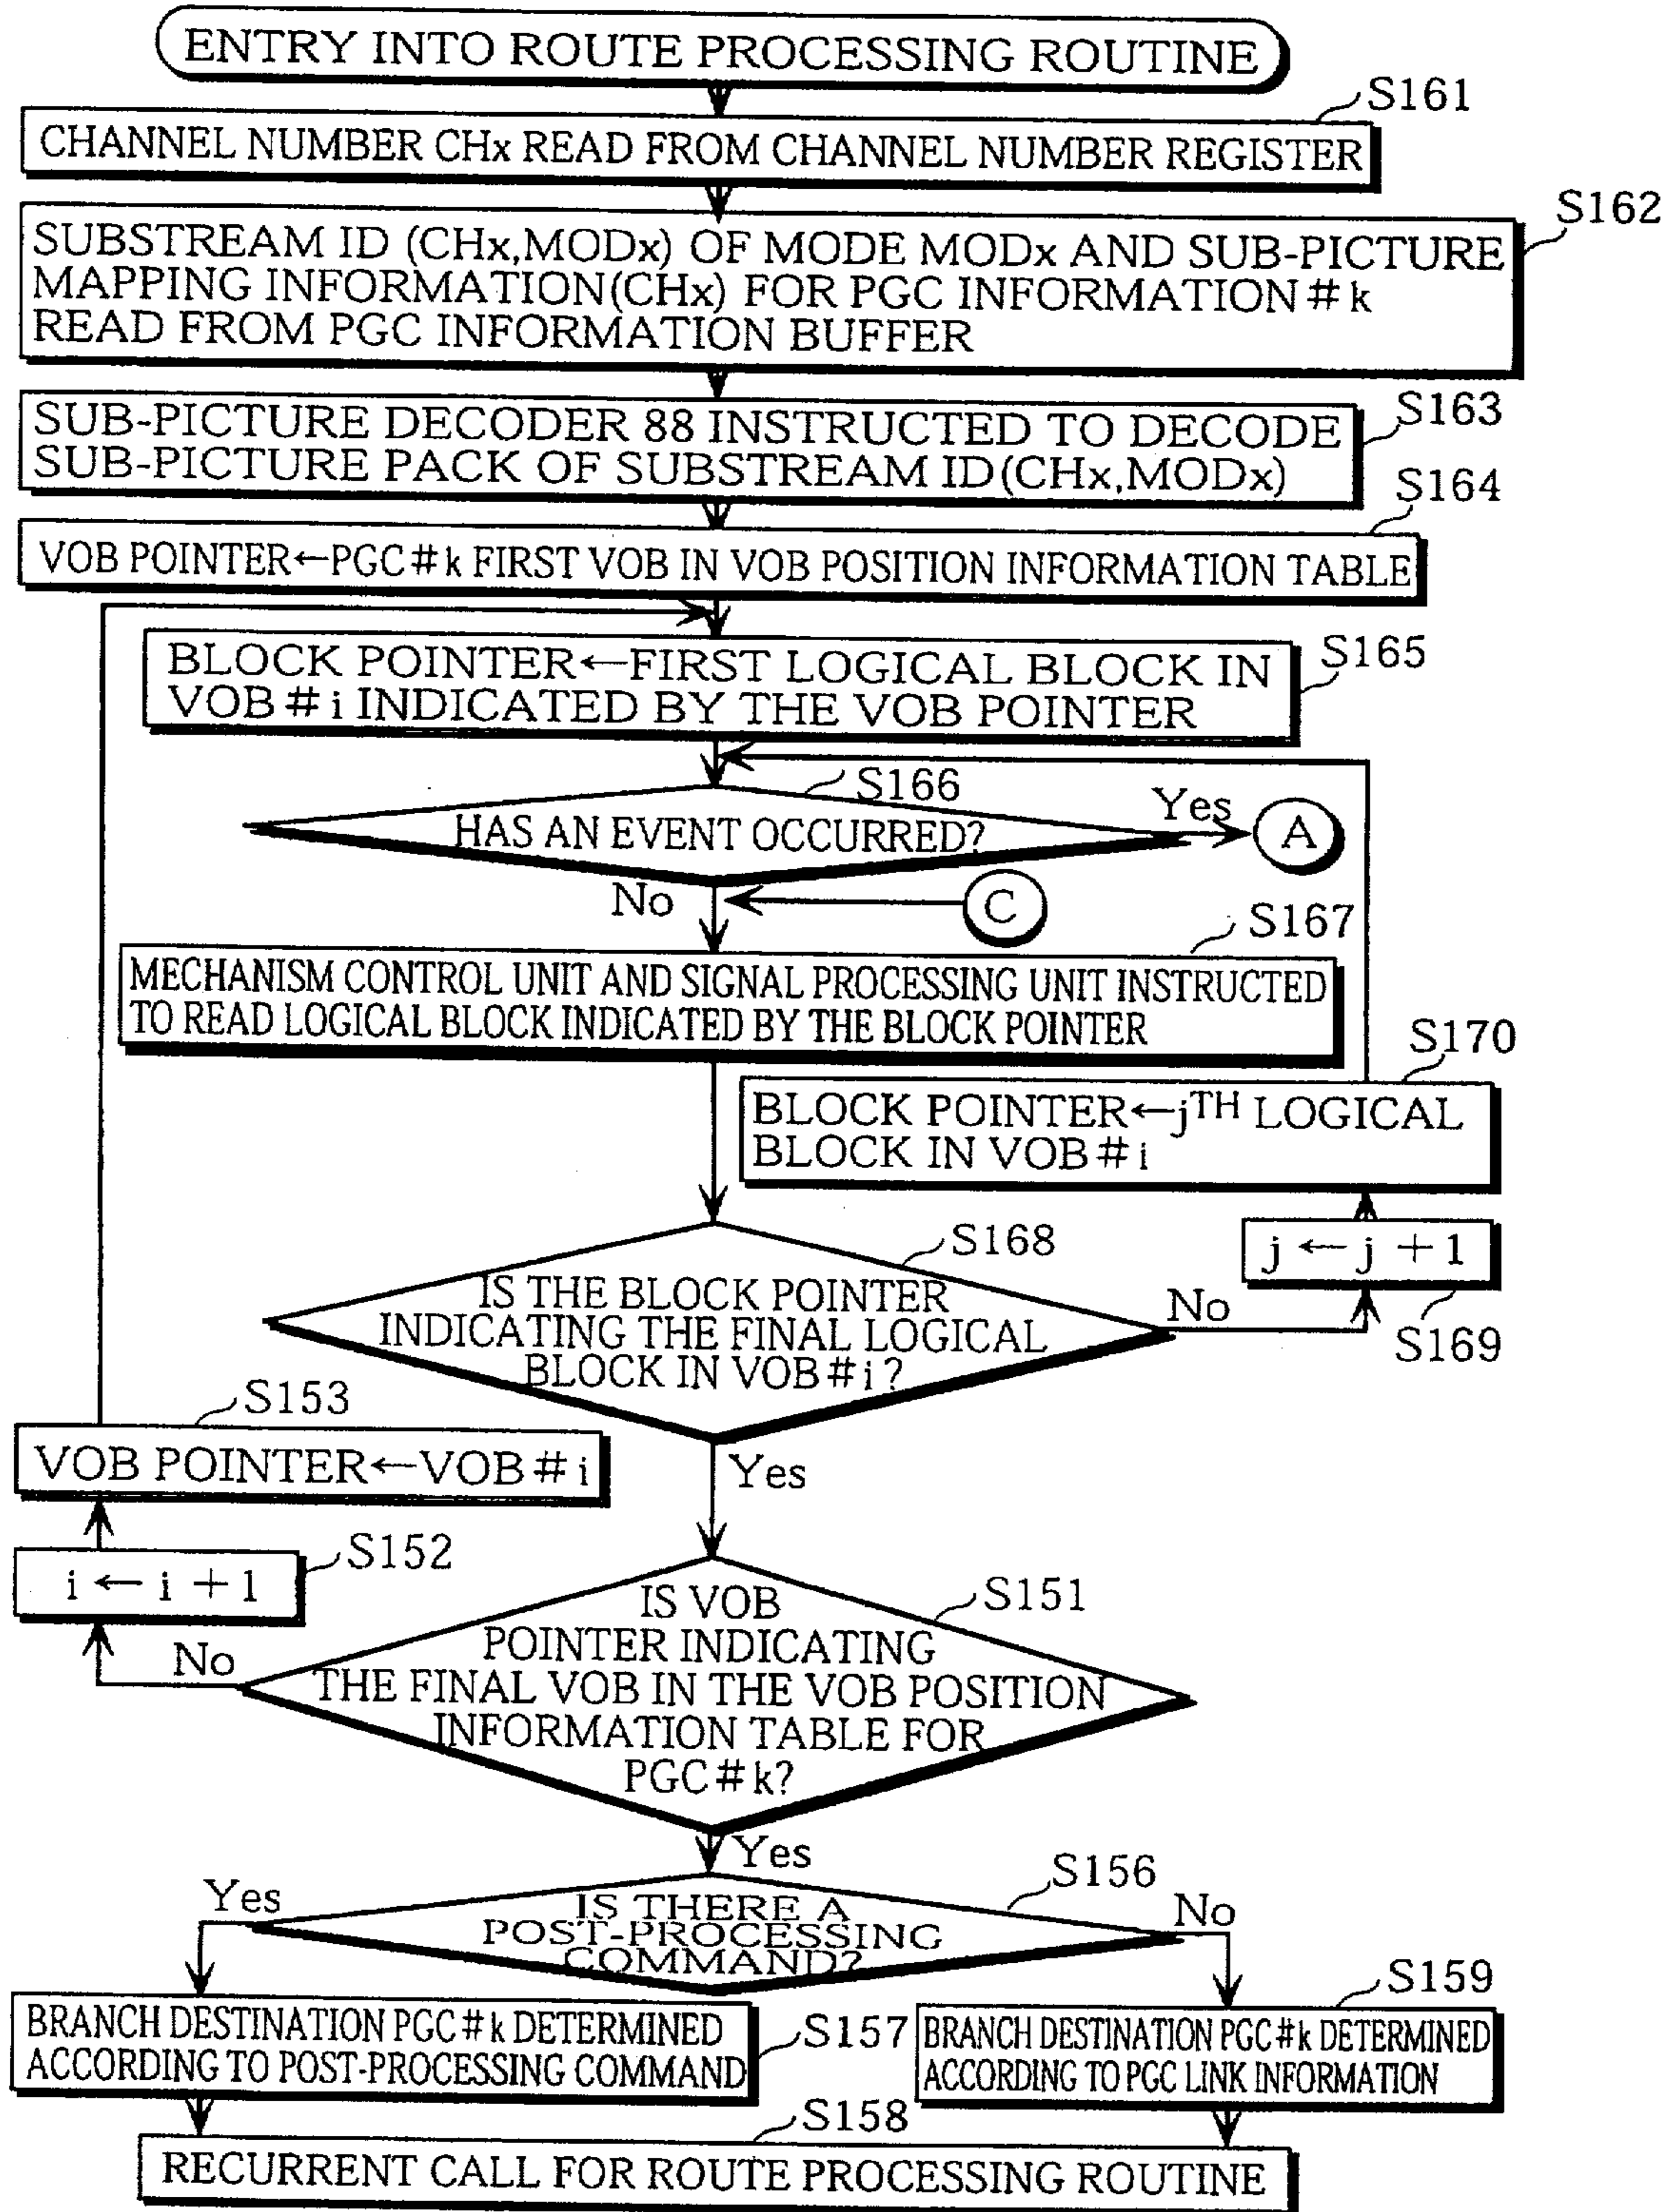 ENTRY INTO ROUTE PROCESSING ROUTINE
S161
CHANNEL NUMBER CHx READ FROM CHANNEL NUMBER REGISTER
S162
SUBSTREAM ID (CHx,MODx) OF MODE MODx AND SUB-PICTURE
MAPPING INFORMATION(CHx) FOR PGC INFORMATION#k
READ FROM PGC INFORMATION BUFFER
S163
SUB-PICTURE DECODER 88 INSTRUCTED TO DECODE
SUB-PICTURE PACK OF SUBSTREAM ID(CHx,MODx)
S164
VOB POINTER←PGC#k FIRST VOB IN VOB POSITION INFORMATION TABLE
S165
BLOCK POINTER←FIRST LOGICAL BLOCK IN
VOB#i INDICATED BY THE VOB POINTER
S166
HAS AN EVENT OCCURRED?
Yes
A
No
C
S167
MECHANISM CONTROL UNIT AND SIGNAL PROCESSING UNIT INSTRUCTED
TO READ LOGICAL BLOCK INDICATED BY THE BLOCK POINTER
S170
BLOCK POINTER←jTH LOGICAL
BLOCK IN VOB#i
S168
IS THE BLOCK POINTER
INDICATING THE FINAL LOGICAL
BLOCK IN VOB#i?
No
j←j+1
S169
S153
VOB POINTER←VOB#i
Yes
S152
i←i+1
S151
IS VOB
POINTER INDICATING
THE FINAL VOB IN THE VOB POSITION
INFORMATION TABLE FOR
PGC#k?
No
Yes
S156
IS THERE A
POST-PROCESSING
COMMAND?
Yes
No
S157
BRANCH DESTINATION PGC#k DETERMINED
ACCORDING TO POST-PROCESSING COMMAND
S159
BRANCH DESTINATION PGC#k DETERMINED
ACCORDING TO PGC LINK INFORMATION
S158
RECURRENT CALL FOR ROUTE PROCESSING ROUTINE